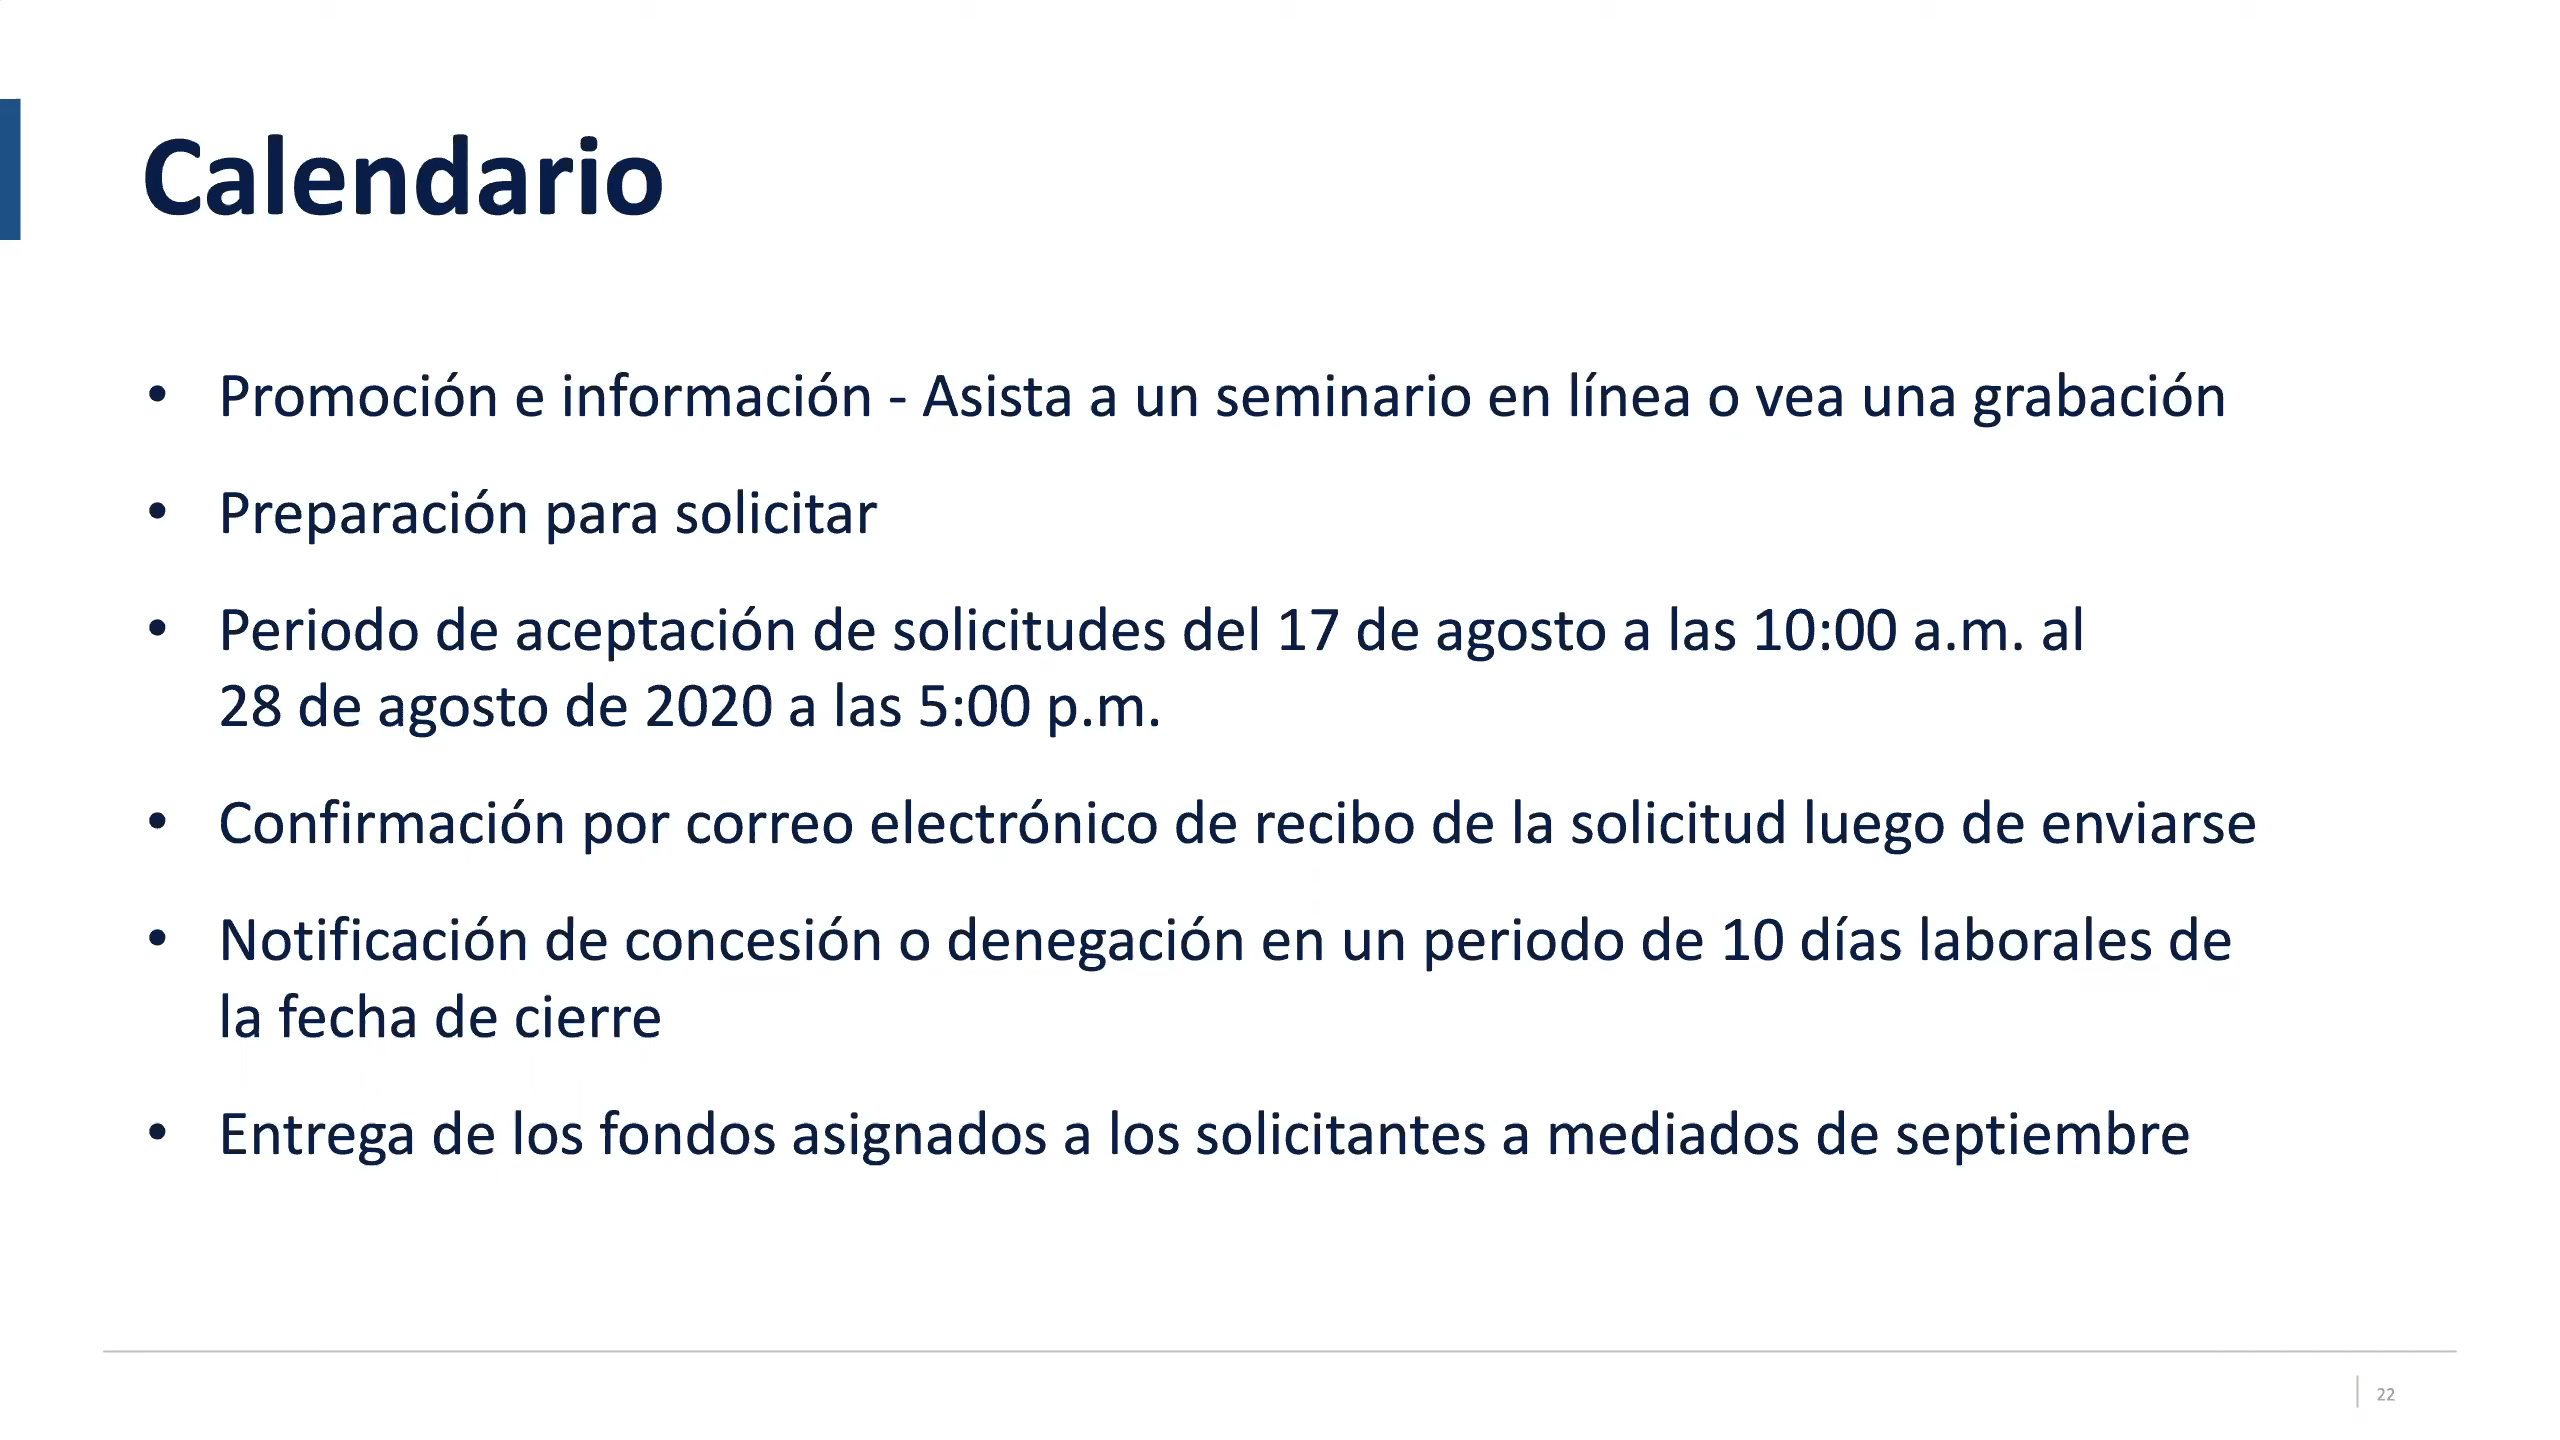 Calendario
• Promoción e información - Asista a un seminario en línea o vea una grabación
• Preparación para solicitar
• Periodo de aceptación de solicitudes del 17 de agosto a las 10:00 a.m. al
28 de agosto de 2020 a las 5:00 p.m.
• Confirmación por correo electrónico de recibo de la solicitud luego de enviarse
• Notificación de concesión o denegación en un periodo de 10 días laborales de
la fecha de cierre
• Entrega de los fondos asignados a los solicitantes a mediados de septiembre
22